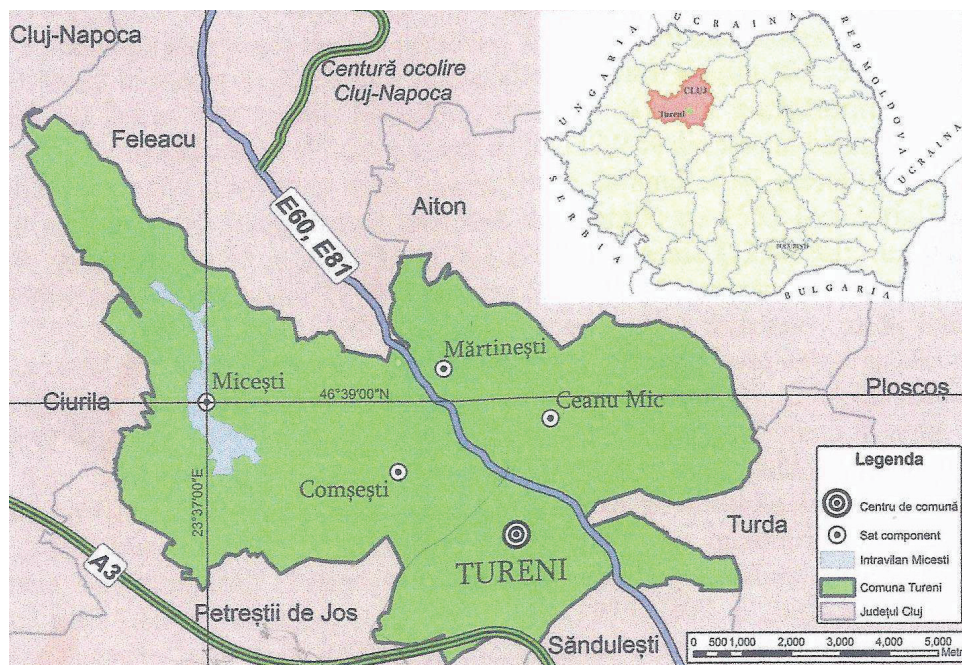 Cluj-Napoca
Centură ocolire
Cluj-Napoca
Feleacu
Aiton
E60, E81
UCRAINA
REPMOLDOVA
UNGARIA
CLUJ
Tureni
UCRAINA
SERBIA
BULGARIA
Mărtinești
Micești
46°39'00"N
Ciurila
Ceanu Mic
Ploscoș
Comșești
23°37'00"E
Turda
TURENI
A3
Petreștii de Jos
Săndulești
Legenda
Centru de comună
Sat component
Intravilan Micesti
Comuna Tureni
Județul Cluj
0 500 1,000 2,000 3,000 4,000 5,000
Metri